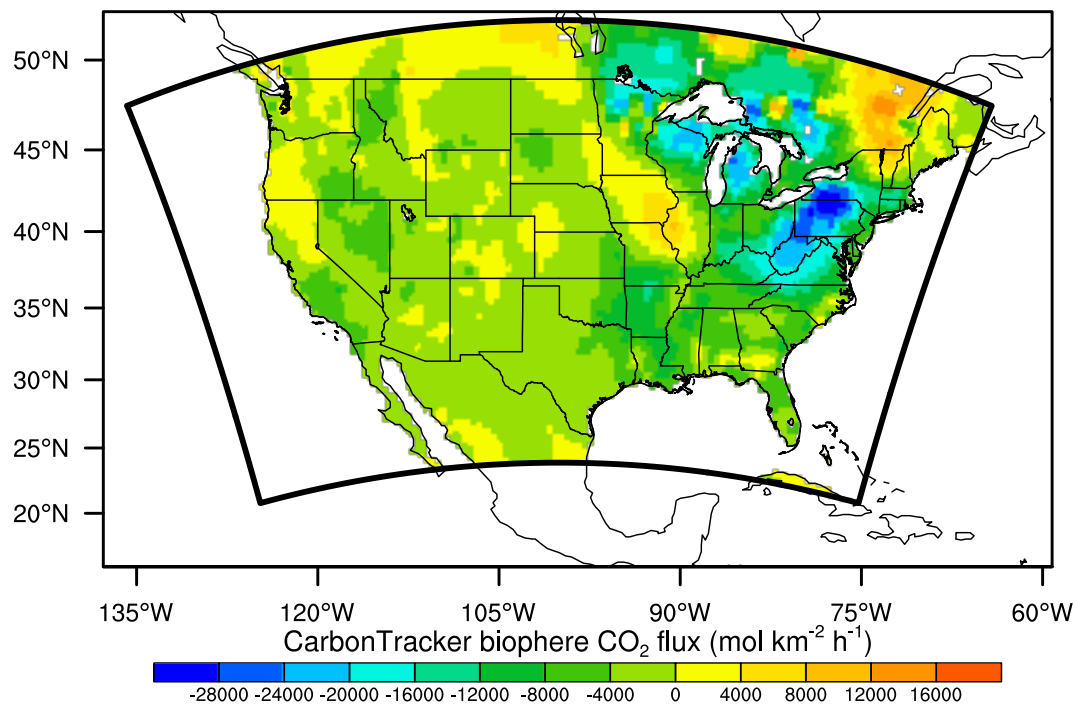 50°N
45°N
40°N
35°N
30°N
25°N
20°N
135°W 120°W 105°W 90°W 75°W 60°W
CarbonTracker biophere CO₂ flux (mol km⁻² h⁻¹)
-28000 -24000 -20000 -16000 -12000 -8000 -4000 0 4000 8000 12000 16000